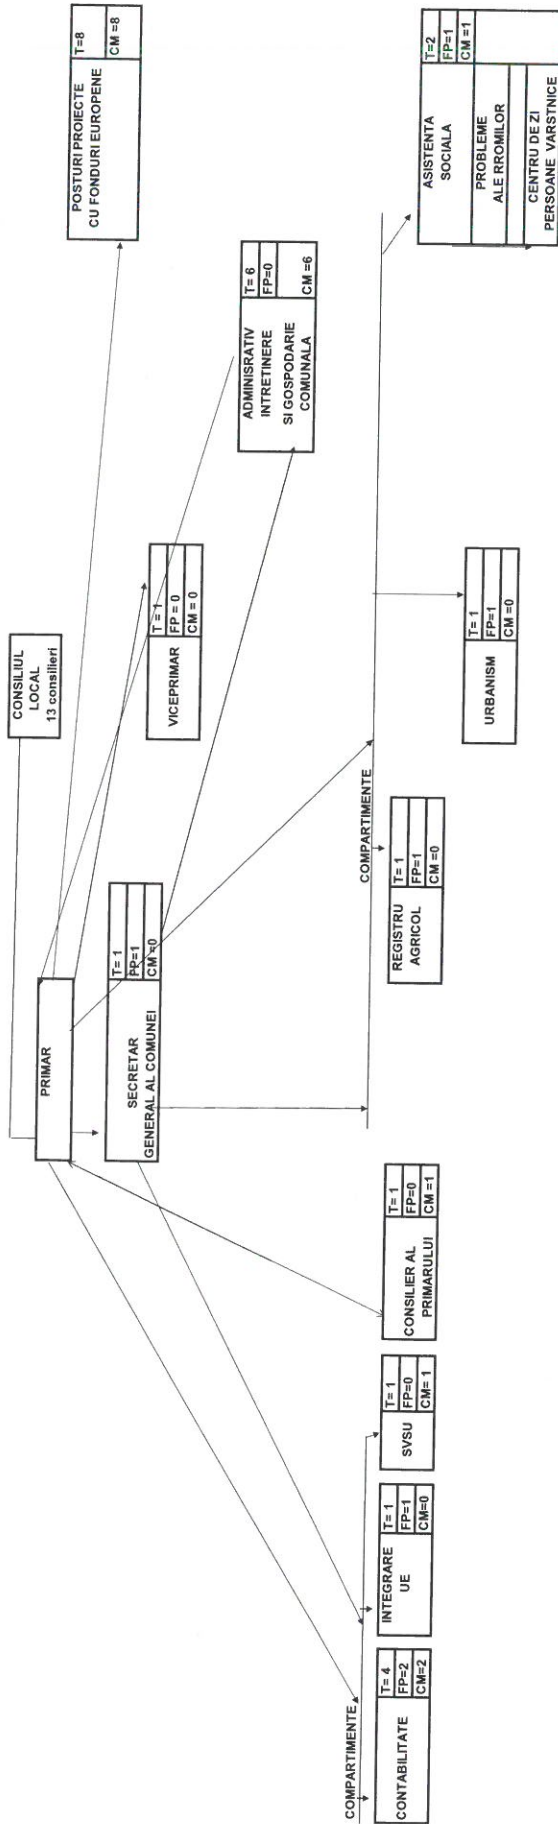 CONSILIUL
LOCAL
13 consilieri
PRIMAR
POSTURI PROIECTE
CU FONDURI EUROPENE
T=8
CM =8
SECRETAR
GENERAL AL COMUNEI
T= 1
PP=1
CM =0
VICEPRIMAR
T = 1
FP = 0
CM = 0
ADMINISRATIV
INTRETINERE
SI GOSPODARIE
COMUNALA
T= 6
FP=0
CM =6
COMPARTIMENTE
CONTABILITATE
T= 4
FP=2
CM=2
INTEGRARE
UE
T= 1
FP=1
CM=0
SVSU
T= 1
FP=0
CM= 1
CONSILIER AL
PRIMARULUI
T= 1
FP=0
CM =1
COMPARTIMENTE
REGISTRU
AGRICOL
T= 1
FP=1
CM =0
URBANISM
T= 1
FP=1
CM =0
ASISTENTA
SOCIALA
T=2
FP=1
CM =1
PROBLEME
ALE RROMILOR
CENTRU DE ZI
PERSOANE VARSTNICE